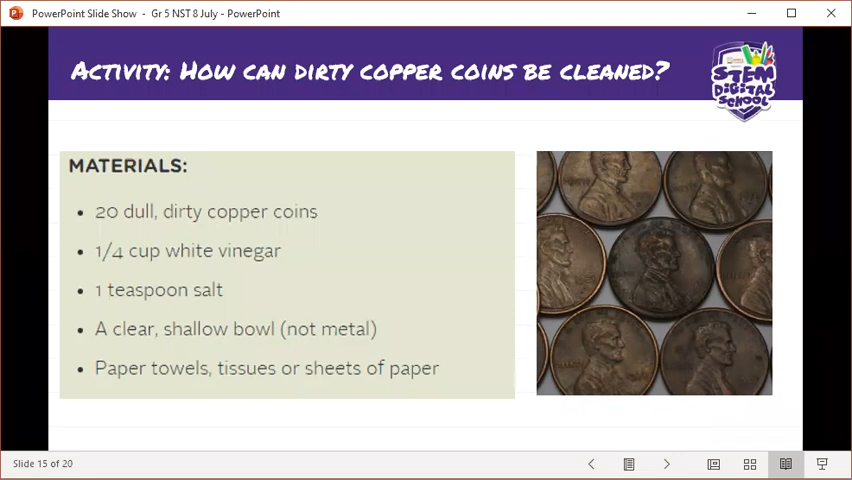 PowerPoint Slide Show - Gr 5 NST 8 July - PowerPoint
ACTIVITY: HOW CAN DIRTY COPPER COINS BE CLEANED?
STEM
DIGITAL
SCHOOL
MATERIALS:
• 20 dull, dirty copper coins
• 1/4 cup white vinegar
• 1 teaspoon salt
• A clear, shallow bowl (not metal)
• Paper towels, tissues or sheets of paper
Slide 15 of 20